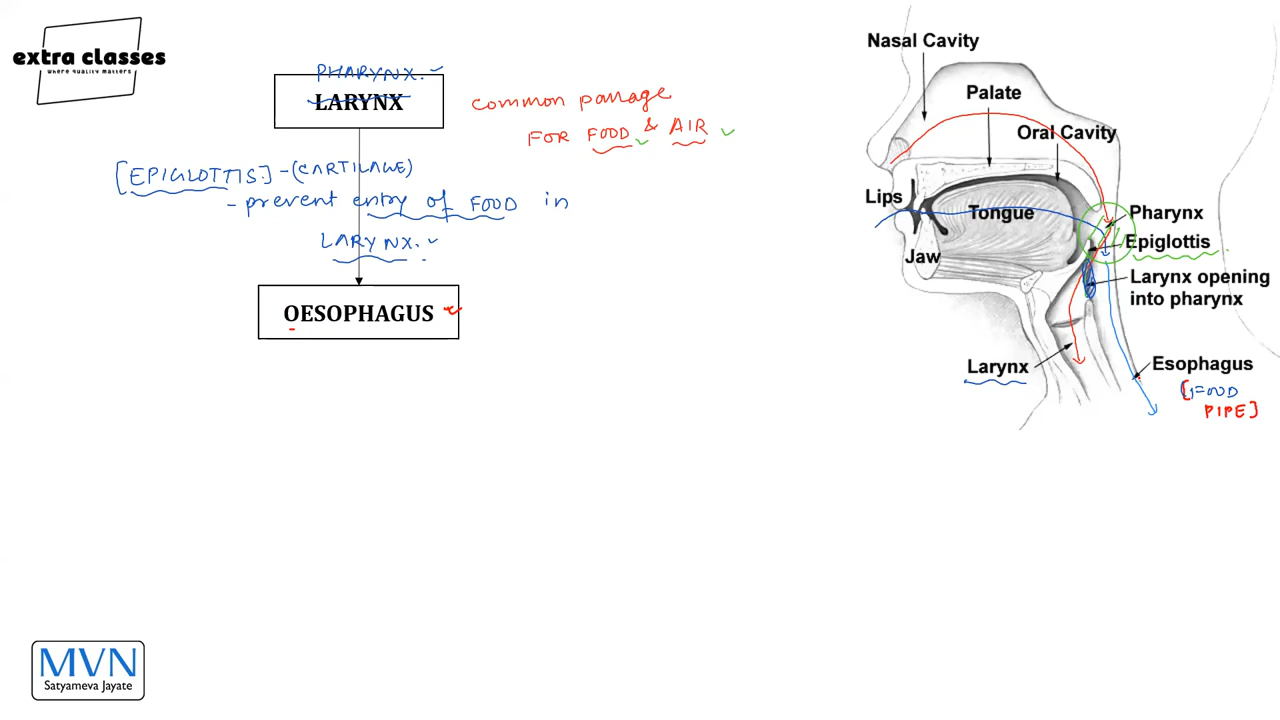 extra classes
where quality matters
PHARYNX.
LARYNX
common passage
FOR FOOD & AIR
[EPIGLOTTIS] - (CARTILAGE)
- prevent entry of FOOD in
LARYNX.
OESOPHAGUS
Nasal Cavity
Palate
Oral Cavity
Lips
Tongue
Pharynx
Epiglottis
Jaw
Larynx opening
into pharynx
Larynx
Esophagus
[FOOD
PIPE]
MVN
Satyameva Jayate